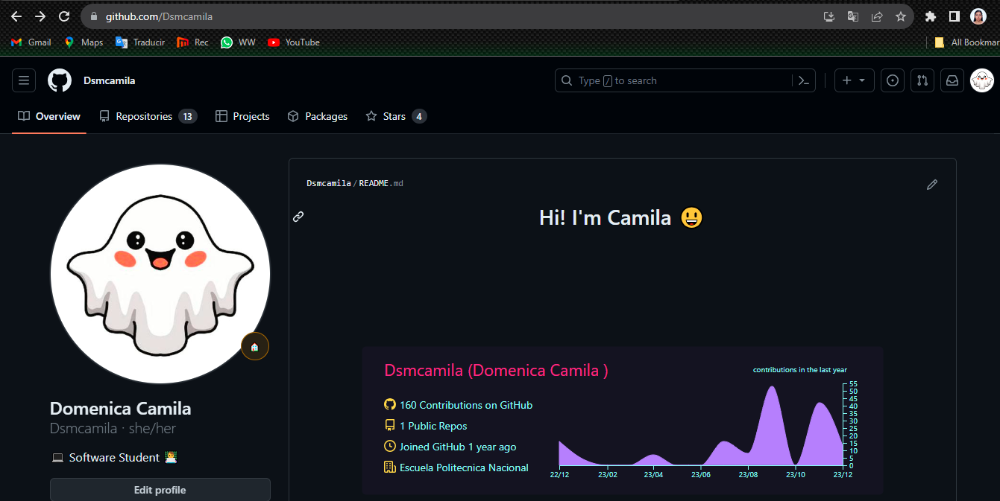 github.com/Dsmcamila
Gmail Maps Traducir Rec WW YouTube All Bookmar
Dsmcamila Type / to search
Overview Repositories 13 Projects Packages Stars 4
Dsmcamila/README.md
Hi! I'm Camila 😃
Dsmcamila (Domenica Camila )
160 Contributions on GitHub
1 Public Repos
Joined GitHub 1 year ago
Escuela Politecnica Nacional
contributions in the last year
55
50
45
40
35
30
25
20
15
10
5
0
22/12 23/02 23/04 23/06 23/08 23/10 23/12
Domenica Camila
Dsmcamila · she/her
💻 Software Student 👩‍💻
Edit profile